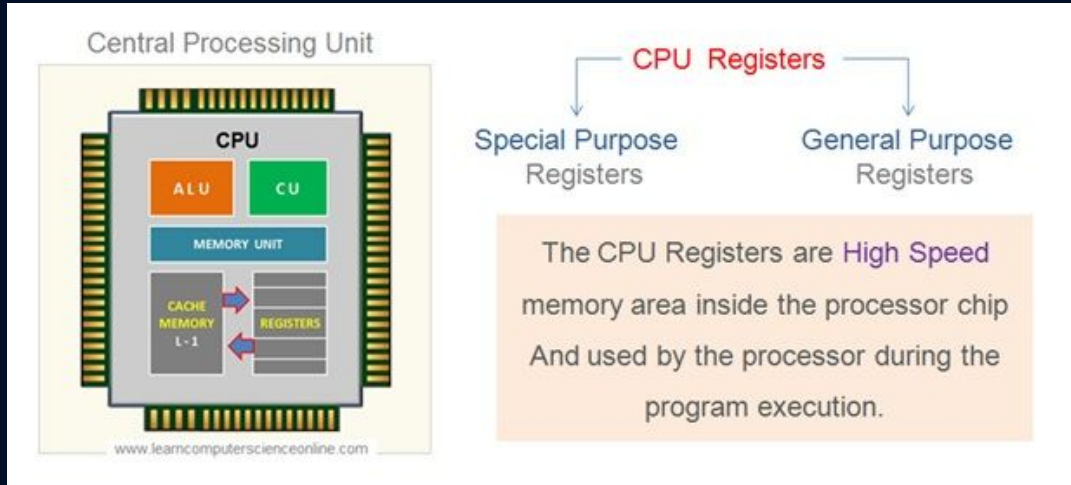 Central Processing Unit
CPU
ALU
CU
MEMORY UNIT
CACHE
MEMORY
L - 1
REGISTERS
www.learncomputerscienceonline.com
CPU Registers
Special Purpose
Registers
General Purpose
Registers
The CPU Registers are High Speed
memory area inside the processor chip
And used by the processor during the
program execution.